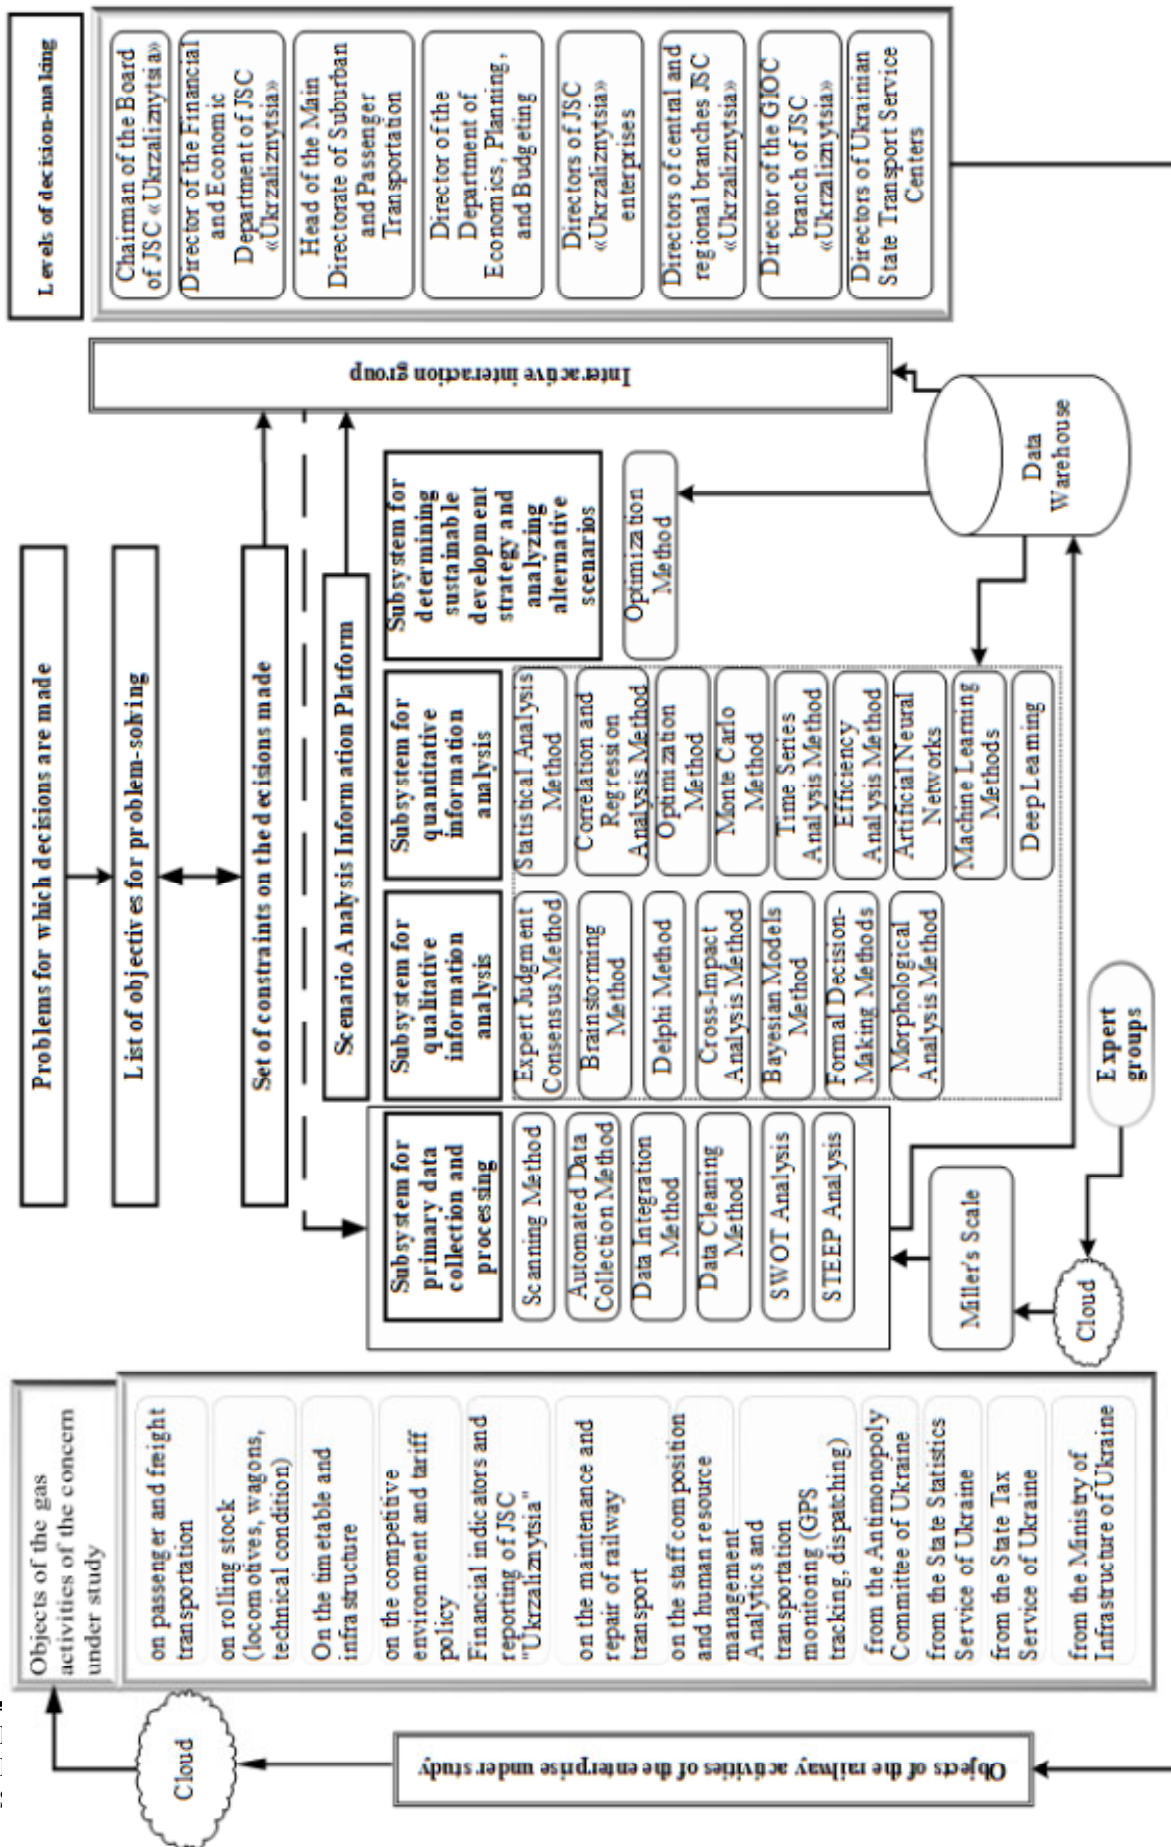 Objects of the gas
activities of the concern
under study
on passenger and freight
transportation
on rolling stock
(locomotives, wagons,
technical condition)
On the timetable and
infrastructure
on the competitive
environment and tariff
policy
Financial indicators and
reporting of JSC
"Ukrzaliznytsia"
on the maintenance and
repair of railway
transport
on the staff composition
and human resource
management
Analytics and
transportation
monitoring (GPS
tracking, dispatching)
from the Antimonopoly
Committee of Ukraine
from the State Statistics
Service of Ukraine
from the State Tax
Service of Ukraine
from the Ministry of
Infrastructure of Ukraine
Cloud
Objects of the railway activities of the enterprise under study
Problems for which decisions are made
List of objectives for problem-solving
Set of constraints on the decisions made
Scenario Analysis Information Platform
Subsystem for
primary data
collection and
processing
Scanning Method
Automated Data
Collection Method
Data Integration
Method
Data Cleaning
Method
SWOT Analysis
STEEP Analysis
Subsystem for
qualitative
information
analysis
Expert Judgment
Consensus Method
Brainstorming
Method
Delphi Method
Cross-Impact
Analysis Method
Bayesian Models
Method
Formal Decision-
Making Methods
Morphological
Analysis Method
Subsystem for
quantitative
information
analysis
Statistical Analysis
Method
Correlation and
Regression
Analysis Method
Optimization
Method
Monte Carlo
Method
Time Series
Analysis Method
Efficiency
Analysis Method
Artificial Neural
Networks
Machine Learning
Methods
Deep Learning
Subsystem for
determining
sustainable
development
strategy and
analyzing
alternative
scenarios
Optimization
Method
Miller's Scale
Cloud
Expert
groups
Data
Warehouse
Interactive interaction group
Levels of decision-making
Chairman of the Board
of JSC «Ukrzaliznytsia»
Director of the Financial
and Economic
Department of JSC
«Ukrzaliznytsia»
Head of the Main
Directorate of Suburban
and Passenger
Transportation
Director of the
Department of
Economics, Planning,
and Budgeting
Directors of JSC
«Ukrzaliznytsia»
enterprises
Directors of central and
regional branches JSC
«Ukrzaliznytsia»
Director of the GIOC
branch of JSC
«Ukrzaliznytsia»
Directors of Ukrainian
State Transport Service
Centers